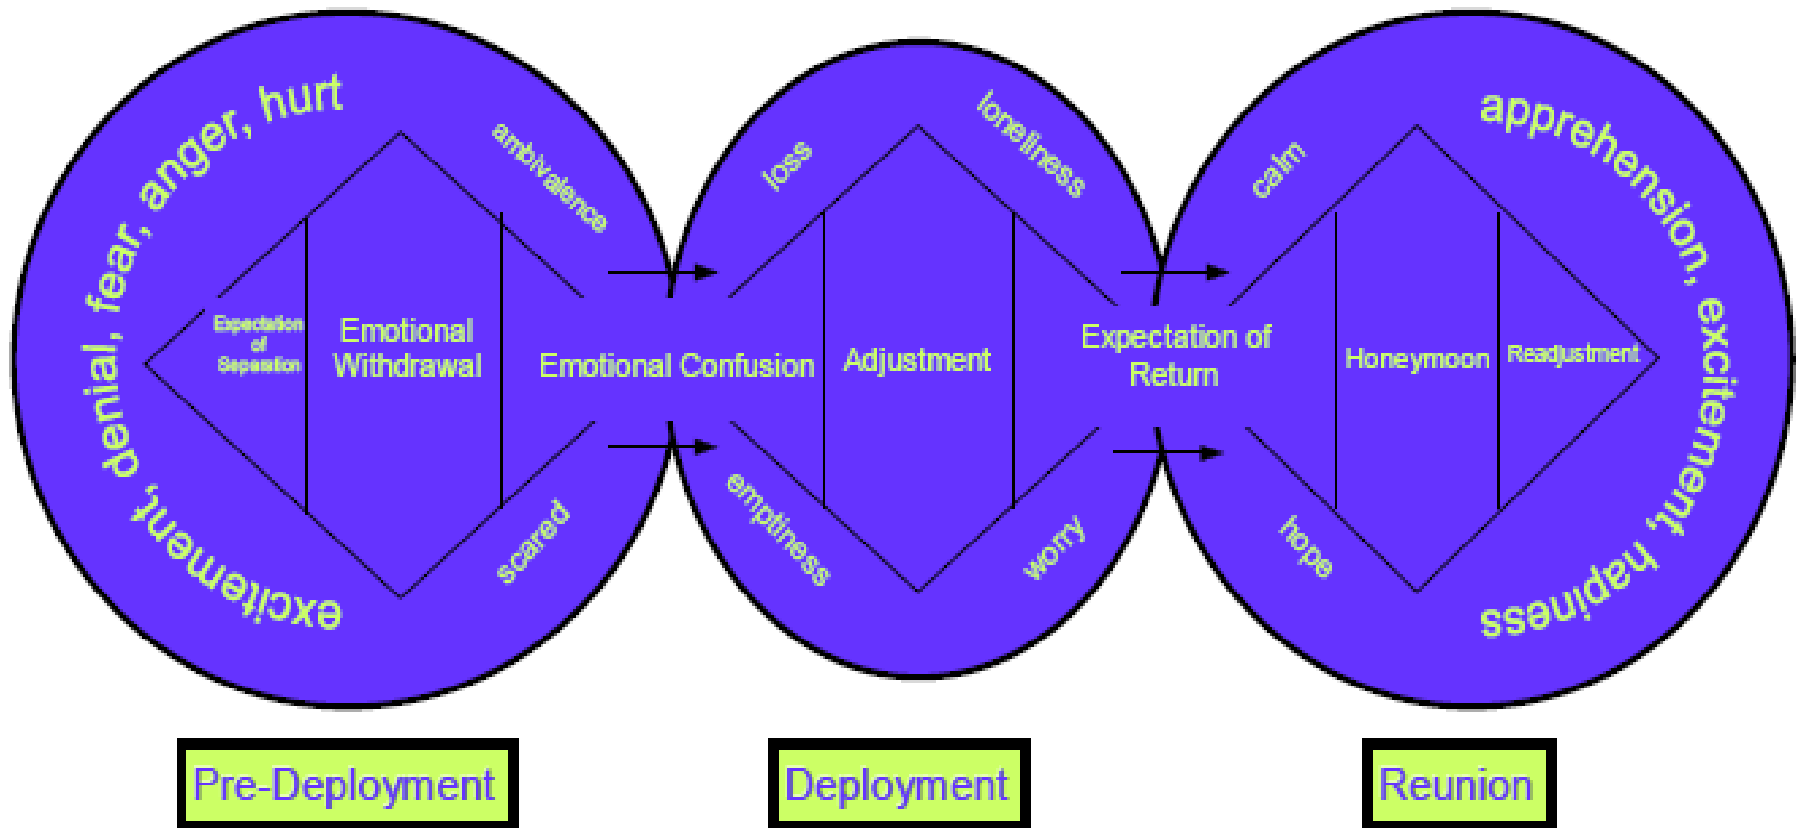 excitement, denial, fear, anger, hurt
ambivalence
Expectation
of
Separation
Emotional
Withdrawal
Emotional Confusion
scared
loss
loneliness
Adjustment
emptiness
worry
Expectation of
Return
calm
Honeymoon
Readjustment
hope
apprehension, excitement, happiness
Pre-Deployment
Deployment
Reunion